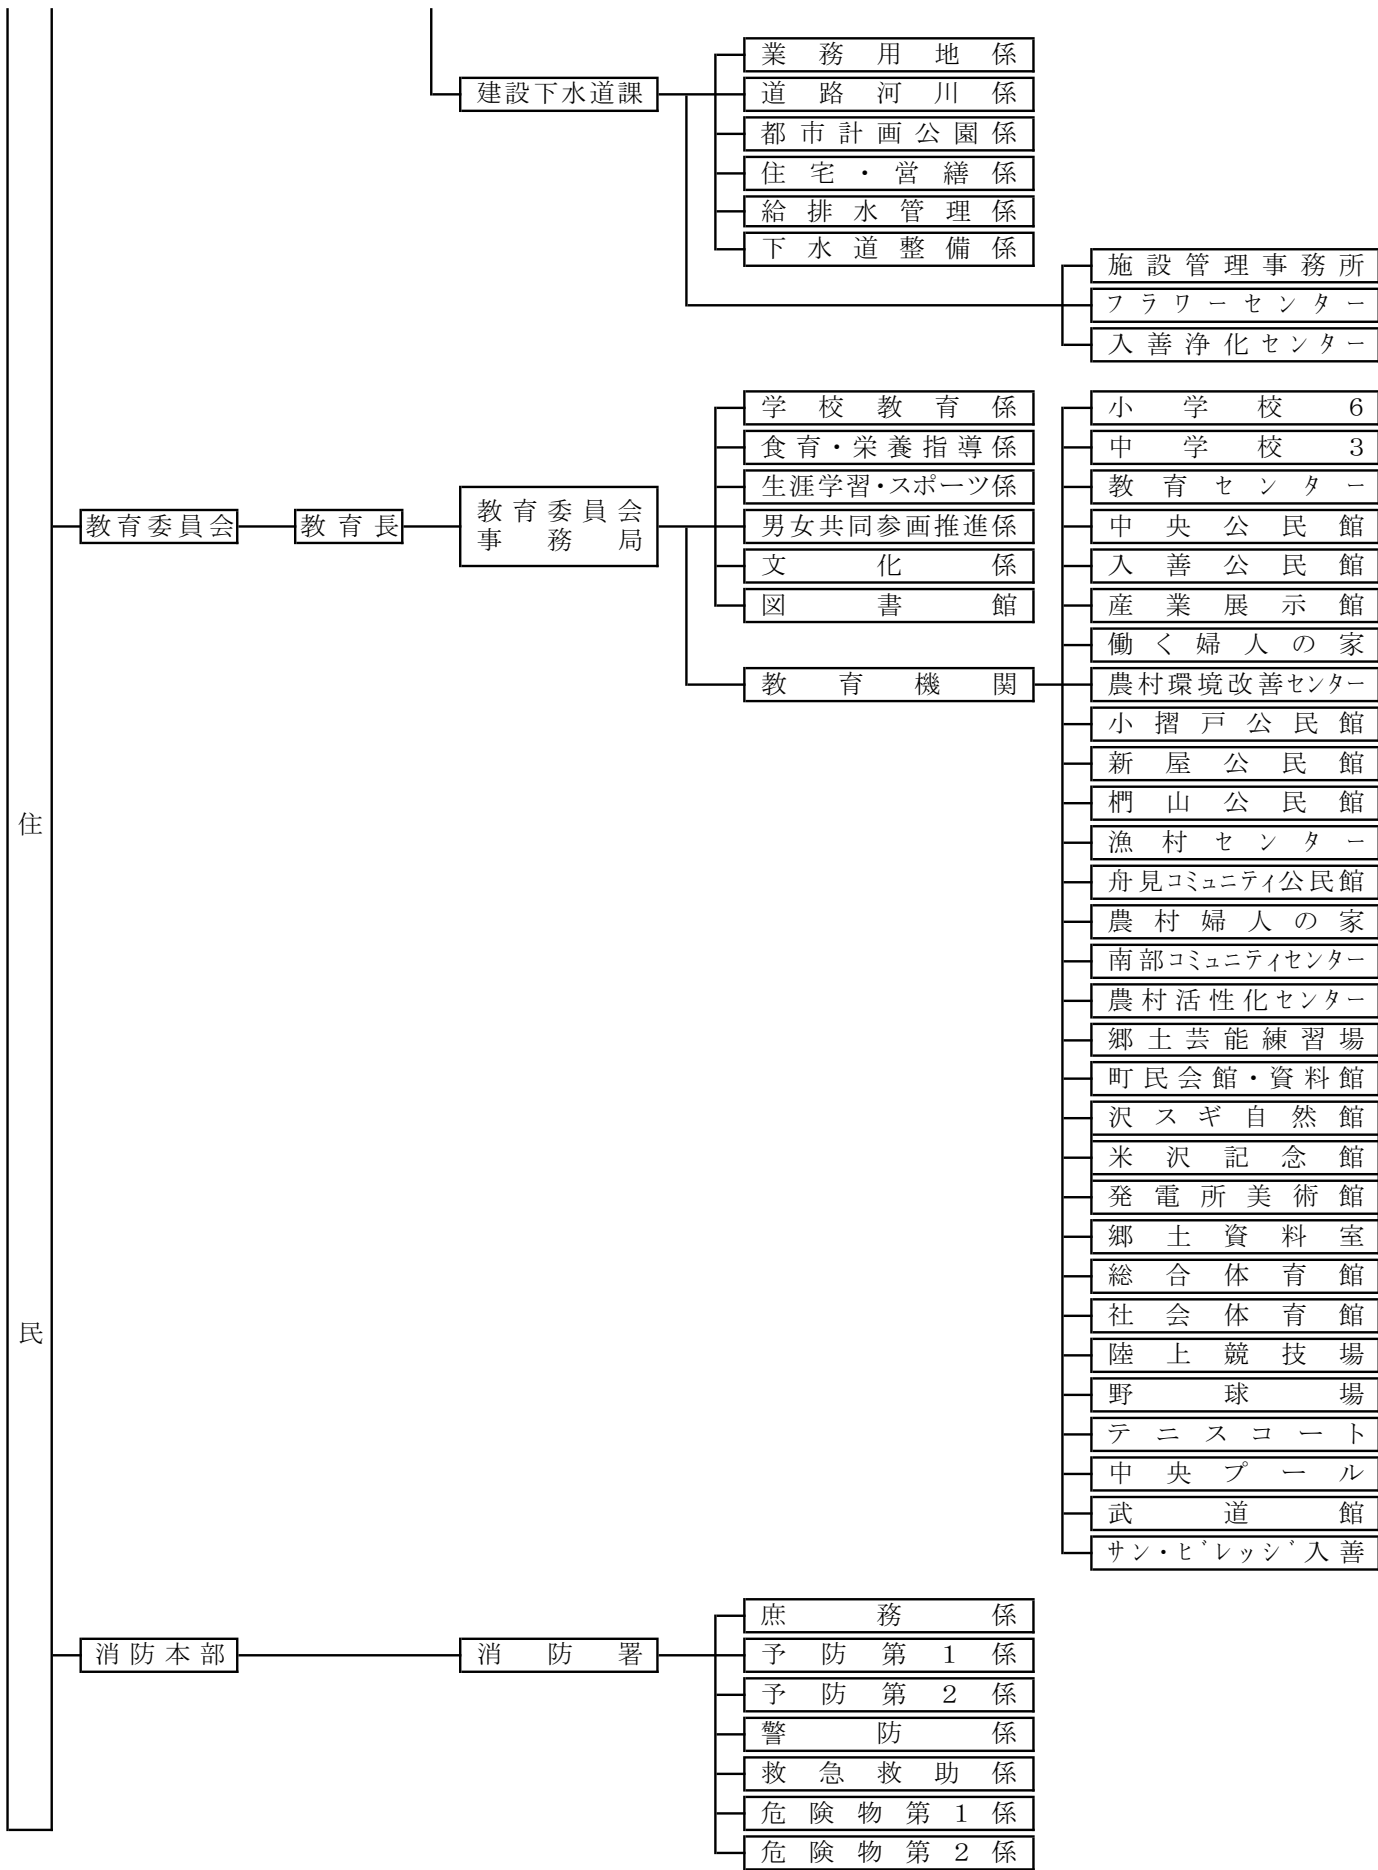 業務用地係
建設下水道課
道路河川係
都市計画公園係
住宅・営繕係
給排水管理係
下水道整備係
施設管理事務所
フラワーセンター
入善浄化センター
学校教育係
食育・栄養指導係
生涯学習・スポーツ係
教育委員会
教育長
教育委員会
事務局
男女共同参画推進係
文化係
図書館
教育機関
小学校6
中学校3
教育センター
中央公民館
入善公民館
産業展示館
働く婦人の家
農村環境改善センター
小摺戸公民館
新屋公民館
椚山公民館
漁村センター
舟見コミュニティ公民館
農村婦人の家
南部コミュニティセンター
農村活性化センター
郷土芸能練習場
町民会館・資料館
沢スギ自然館
米沢記念館
発電所美術館
郷土資料室
総合体育館
社会体育館
陸上競技場
野球場
テニスコート
中央プール
武道館
サン・ビレッジ入善
住民
消防本部
消防署
庶務係
予防第1係
予防第2係
警防係
救急救助係
危険物第1係
危険物第2係